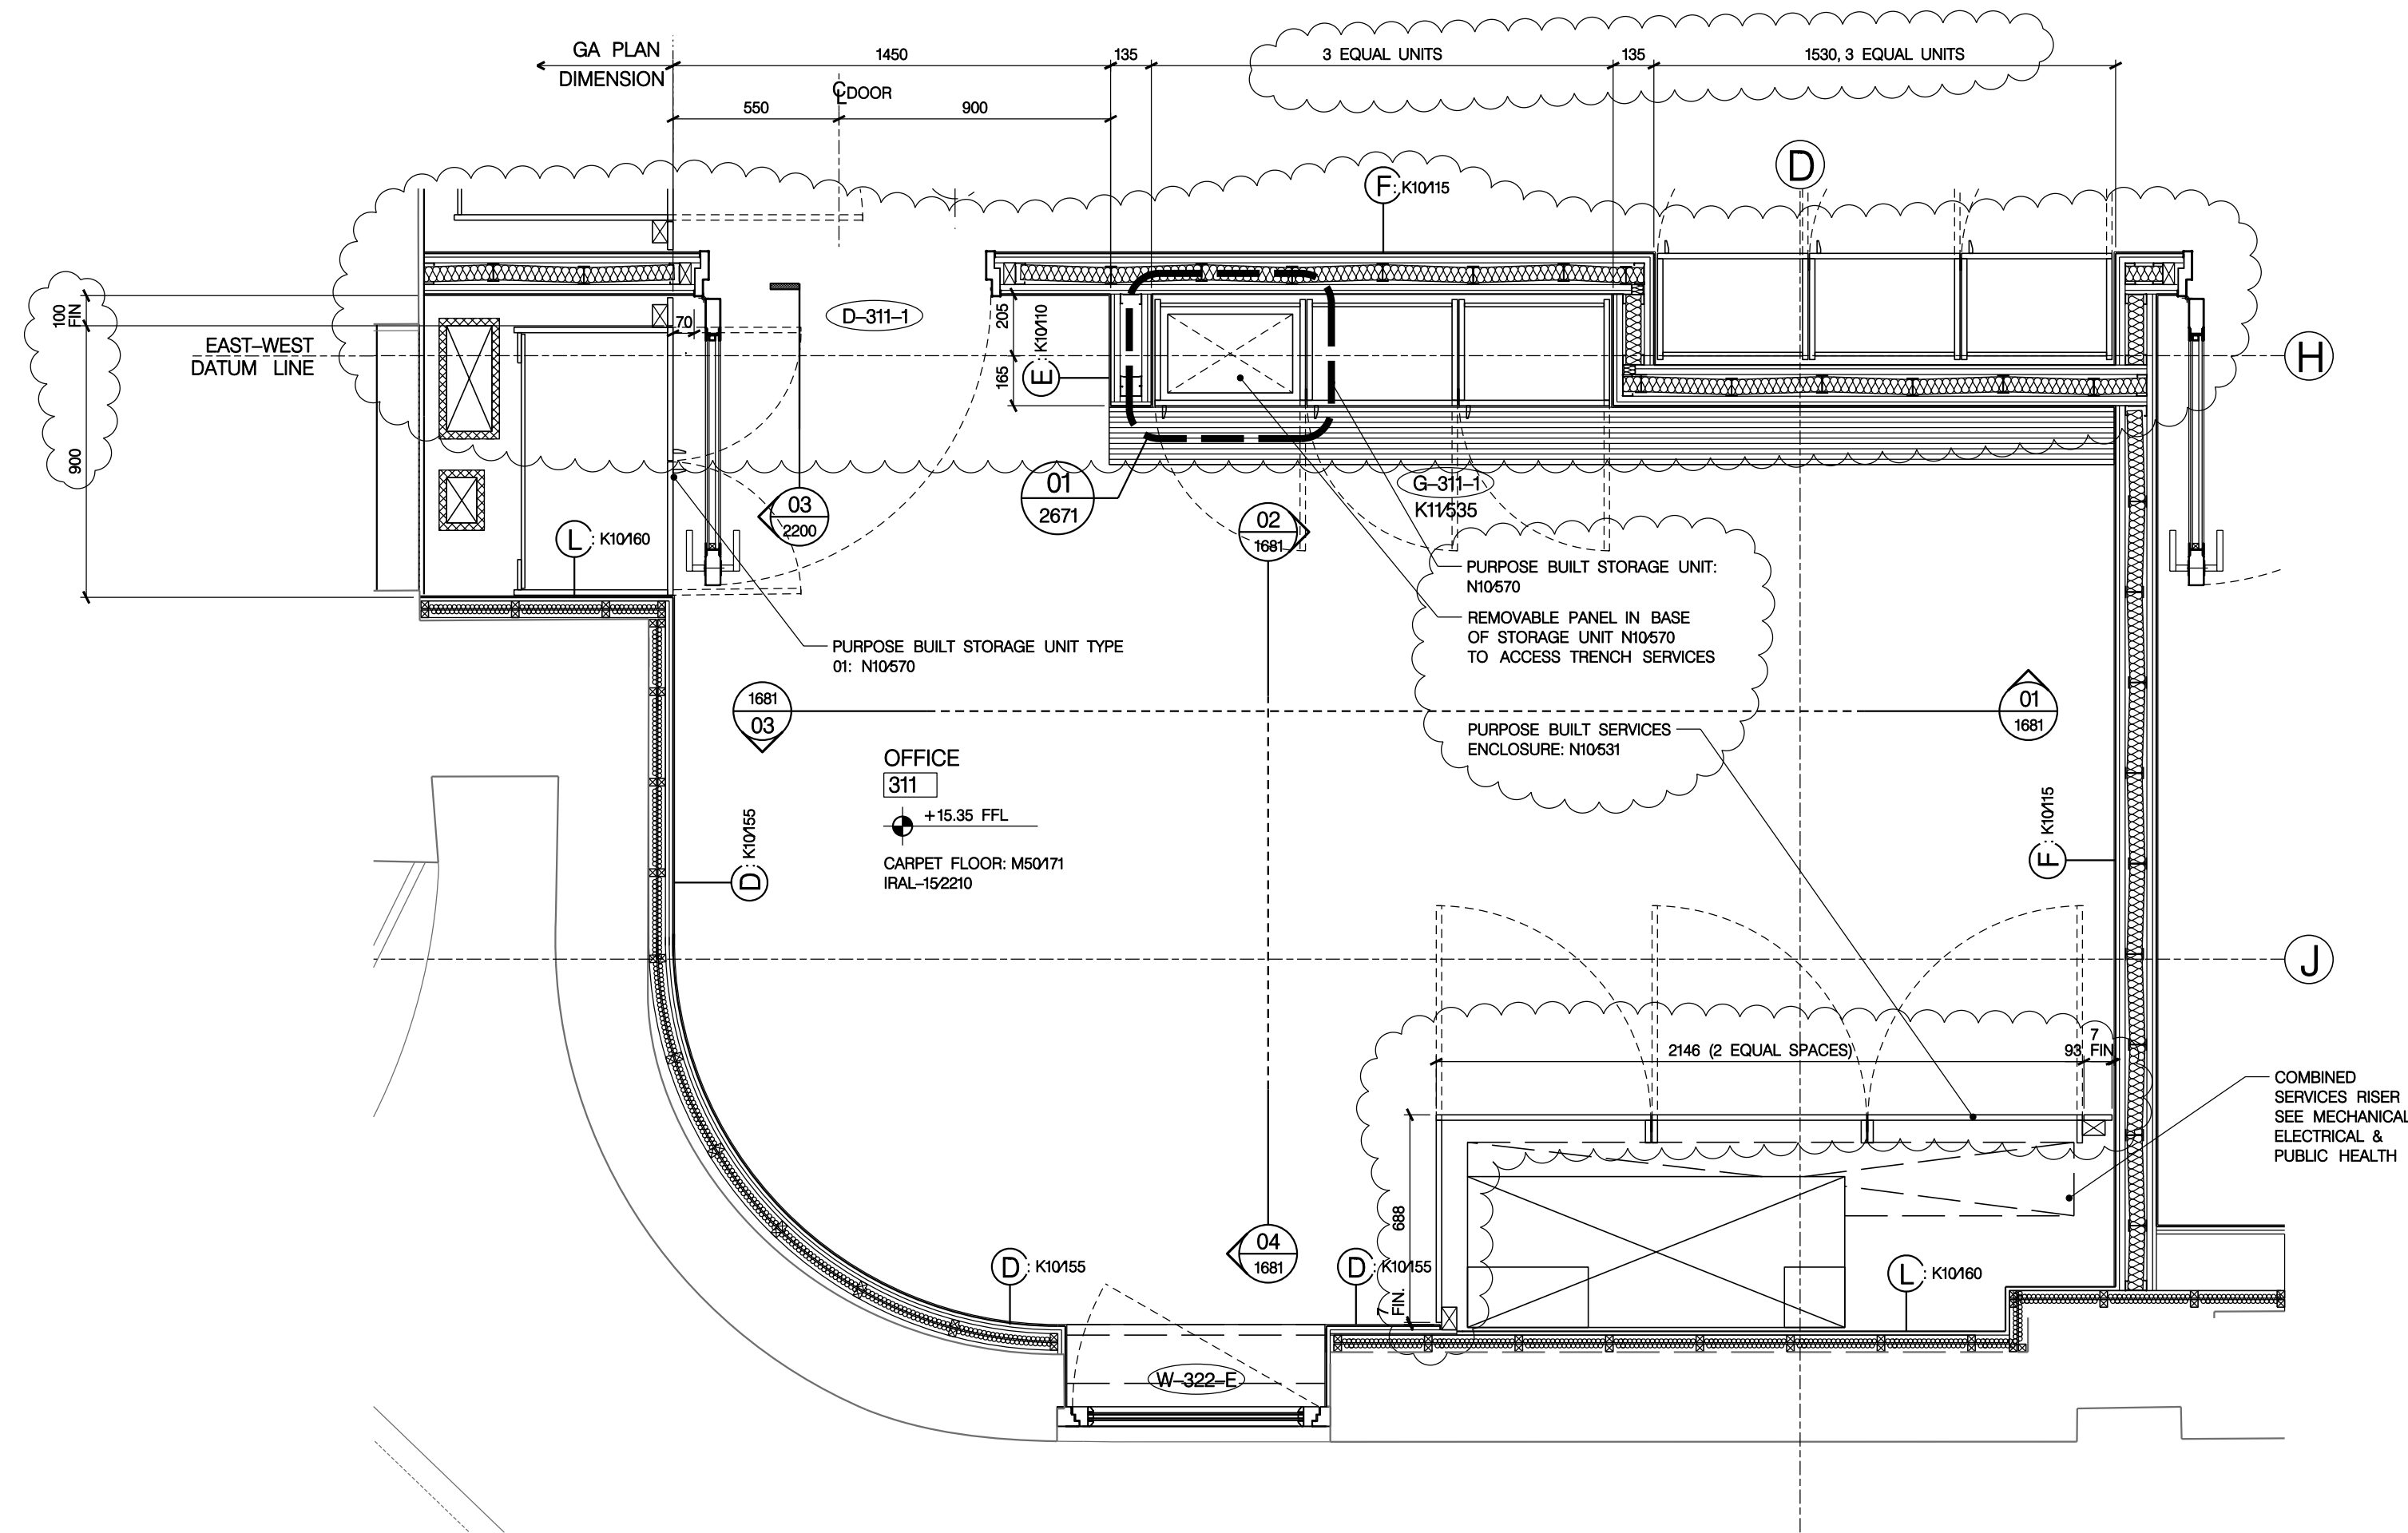 GA PLAN
DIMENSION
1450
135
3 EQUAL UNITS
135
1530, 3 EQUAL UNITS
550
CL DOOR
900
D
F : K10/115
100
FIN
900
EAST-WEST
DATUM LINE
70
D-311-1
205
165
E : K10/110
H
03
2200
01
2671
02
1681
G-311-1
K11/535
L : K10/160
PURPOSE BUILT STORAGE UNIT:
N10/570
REMOVABLE PANEL IN BASE
OF STORAGE UNIT N10/570
TO ACCESS TRENCH SERVICES
PURPOSE BUILT STORAGE UNIT TYPE
01: N10/570
1681
03
01
1681
PURPOSE BUILT SERVICES
ENCLOSURE: N10/531
OFFICE
311
+15.35 FFL
CARPET FLOOR: M50/171
IRAL-15/2210
D : K10/155
F : K10/115
J
2146 (2 EQUAL SPACES)
93
7
FIN
COMBINED
SERVICES RISER
SEE MECHANICAL
ELECTRICAL &
PUBLIC HEALTH
688
7
FIN.
D : K10/155
04
1681
D : K10/155
L : K10/160
W-322-E